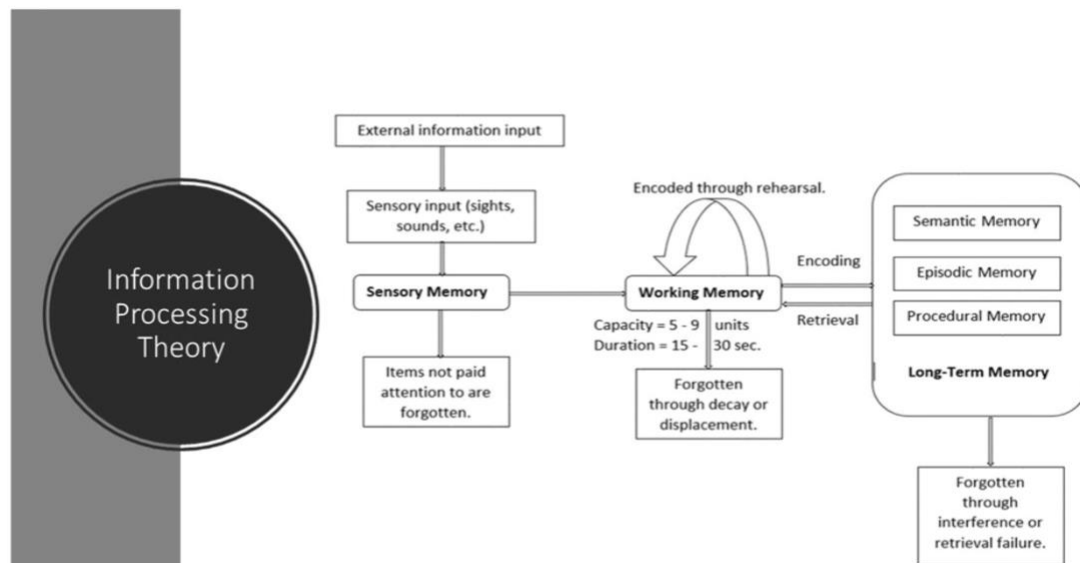 Information
Processing
Theory
External information input
Sensory input (sights,
sounds, etc.)
Sensory Memory
Items not paid
attention to are
forgotten.
Encoded through rehearsal.
Working Memory
Capacity = 5 - 9 units
Duration = 15 - 30 sec.
Forgotten
through decay or
displacement.
Encoding
Retrieval
Semantic Memory
Episodic Memory
Procedural Memory
Long-Term Memory
Forgotten
through
interference or
retrieval failure.